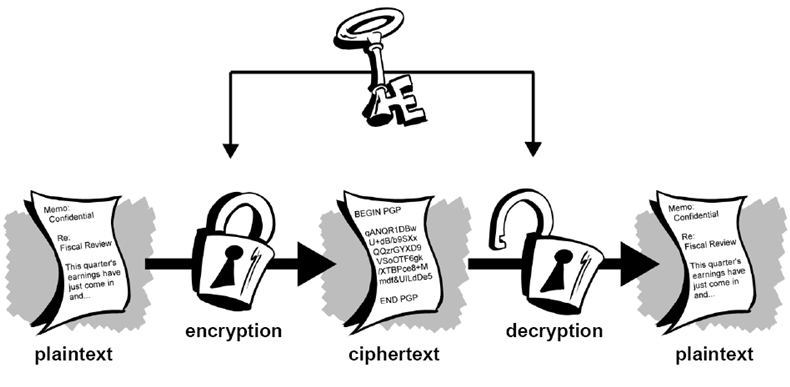 Memo:
Confidential
Re:
Fiscal Review
This quarter's
earnings have
just come in
and...
plaintext
encryption
BEGIN PGP
qANQR1DBw
U+dB/b9SXx
QQzrGYXD9
VSoOTF6gk
/XTBPoe8+M
mdf&UlLdDe5
END PGP
ciphertext
decryption
Memo:
Confidential
Re:
Fiscal Review
This quarter's
earnings have
just come in
and...
plaintext